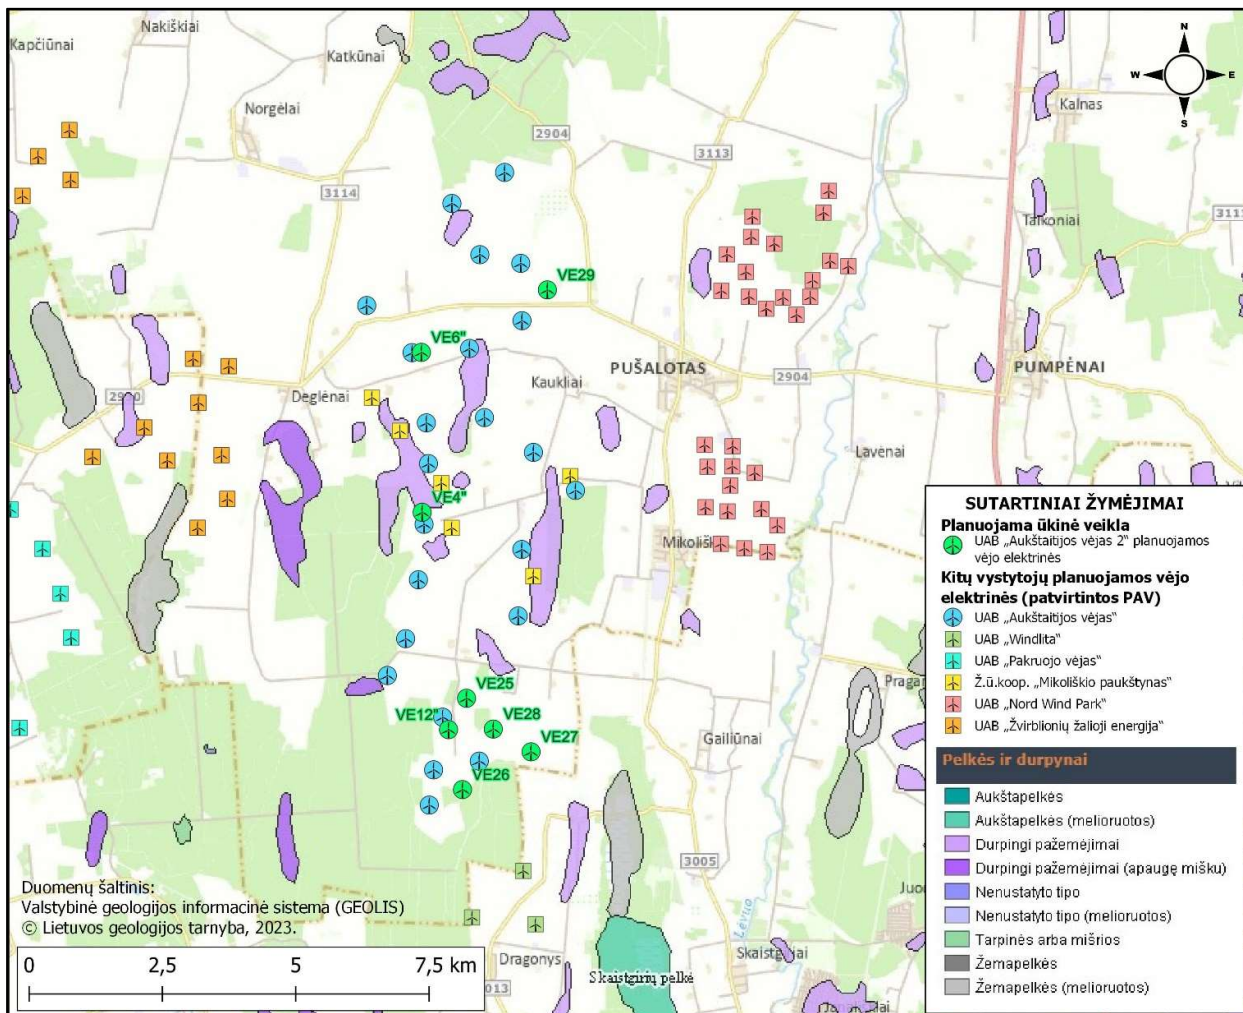 Nakiškiai
Kapčiūnai
Katkūnai
N
W
E
S
Kalnas
Norgėlai
2904
3113
3114
Talkoniai
VE29
VE6"
PUŠALOTAS
2904
PUMPĖNAI
Kaukliai
Deglėnai
Lavėnai
VE4"
VE25
VE12"
VE28
VE27
VE26
Gailiūnai
3005
Lėvuo
Dragonys
Skaistgirių pelkė
SUTARTINIAI ŽYMĖJIMAI
Planuojama ūkinė veikla
UAB „Aukštaitijos vėjas 2“ planuojamos
vėjo elektrinės
Kitų vystytojų planuojamos vėjo
elektrinės (patvirtintos PAV)
UAB „Aukštaitijos vėjas“
UAB „Windlita“
UAB „Pakruojo vėjas“
Ž.ū.koop. „Mikoliškio paukštynas“
UAB „Nord Wind Park“
UAB „Žvirblionių žalioji energija“
Pelkės ir durpynai
Aukštapelkės
Aukštapelkės (melioruotos)
Durpingi pažemėjimai
Durpingi pažemėjimai (apaugę mišku)
Nenustatyto tipo
Nenustatyto tipo (melioruotos)
Tarpinės arba mišrios
Žemapelkės
Žemapelkės (melioruotos)
Duomenų šaltinis:
Valstybinė geologijos informacinė sistema (GEOLIS)
© Lietuvos geologijos tarnyba, 2023.
0 2,5 5 7,5 km